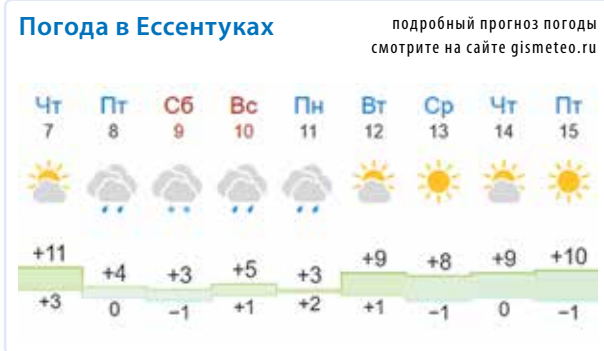 Погода в Ессентуках
подробный прогноз погоды
смотрите на сайте gismeteo.ru
Чт Пт Сб Вс Пн Вт Ср Чт Пт
7 8 9 10 11 12 13 14 15
+11 +4 +3 +5 +3 +9 +8 +9 +10
+3 0 −1 +1 +2 +1 −1 0 −1